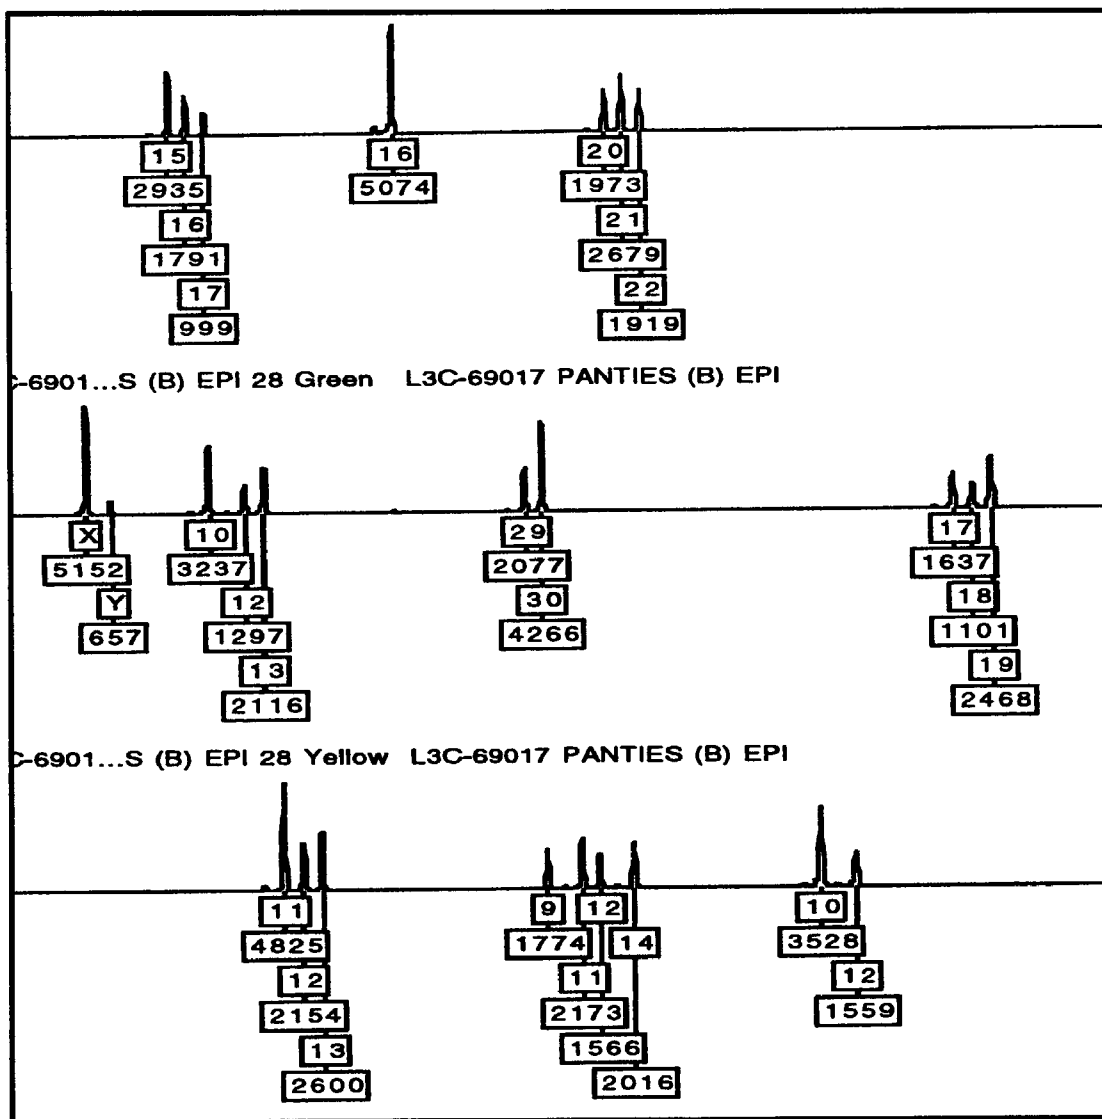 15 16 20
2935 5074 1973
16 21
1791 2679
17 22
999 1919
C-6901...S (B) EPI 28 Green L3C-69017 PANTIES (B) EPI
X 10 29 17
5152 3237 2077 1637
Y 12 30 18
657 1297 4266 1101
13 19
2116 2468
C-6901...S (B) EPI 28 Yellow L3C-69017 PANTIES (B) EPI
11 9 12 10
4825 1774 14 3528
12 11 12
2154 2173 1559
13 1566
2600 2016